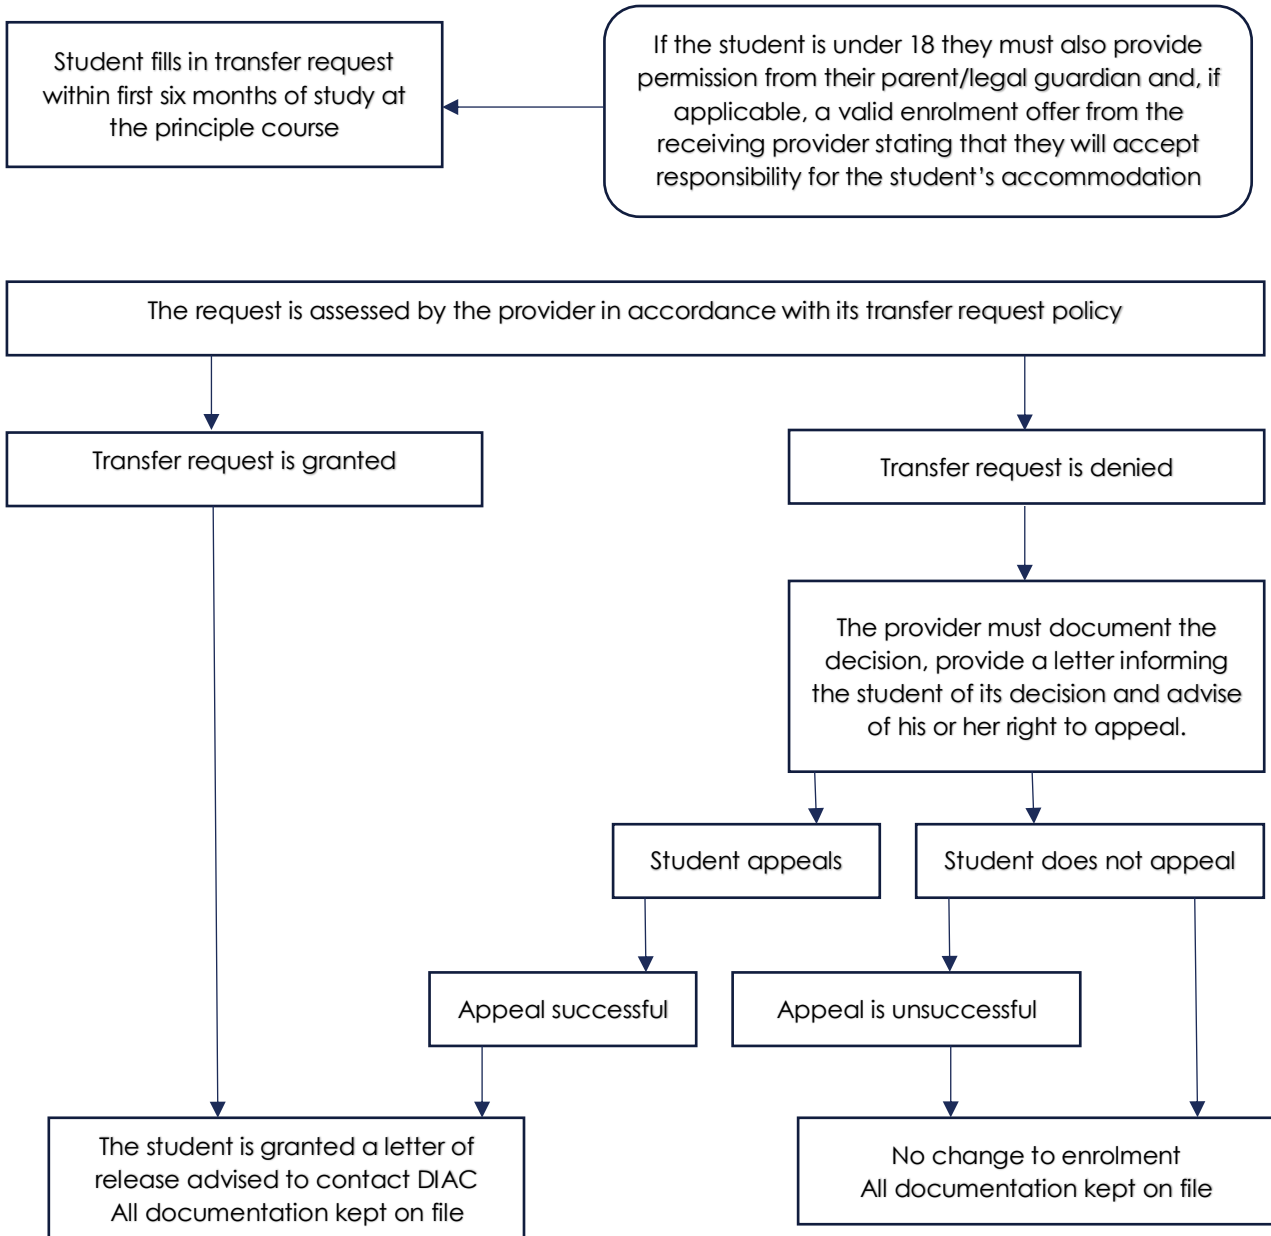 Student fills in transfer request
within first six months of study at
the principle course
If the student is under 18 they must also provide
permission from their parent/legal guardian and, if
applicable, a valid enrolment offer from the
receiving provider stating that they will accept
responsibility for the student's accommodation
The request is assessed by the provider in accordance with its transfer request policy
Transfer request is granted
Transfer request is denied
The provider must document the
decision, provide a letter informing
the student of its decision and advise
of his or her right to appeal.
Student appeals
Student does not appeal
Appeal successful
Appeal is unsuccessful
The student is granted a letter of
release advised to contact DIAC
All documentation kept on file
No change to enrolment
All documentation kept on file